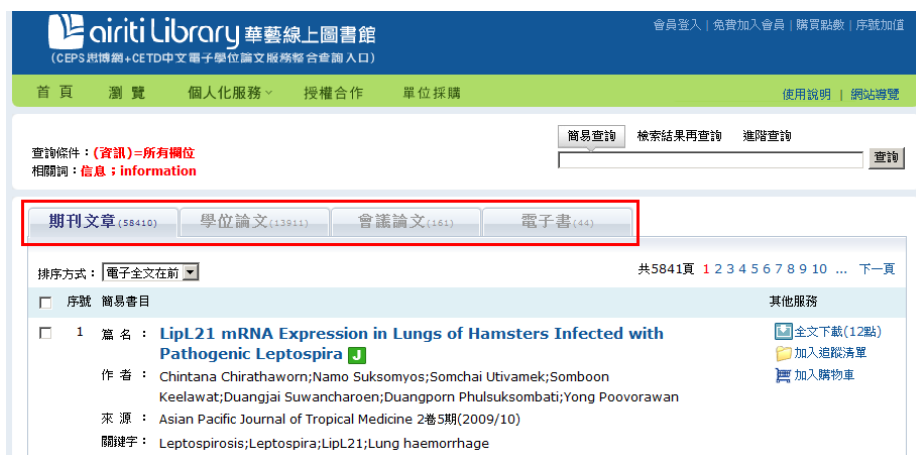 airiti Library 華藝線上圖書館
(CEPS思博網+CETD中文電子學位論文服務整合查詢入口)
會員登入 | 免費加入會員 | 購買點數 | 序號加值
首 頁 瀏 覽 個人化服務 授權合作 單位採購
使用說明 | 網站導覽
簡易查詢 檢索結果再查詢 進階查詢
查詢
查詢條件：(資訊)=所有欄位
相關詞：信息；information
期刊文章(58410) 學位論文(13911) 會議論文(161) 電子書(44)
排序方式： 電子全文在前
共5841頁 1 2 3 4 5 6 7 8 9 10 ... 下一頁
序號 簡易書目 其他服務
1 篇 名 ： LipL21 mRNA Expression in Lungs of Hamsters Infected with
Pathogenic Leptospira J
作 者 ： Chintana Chirathaworn;Namo Suksomyos;Somchai Utivamek;Somboon
Keelawat;Duangjai Suwancharoen;Duangporn Phulsuksombati;Yong Poovorawan
來 源 ： Asian Pacific Journal of Tropical Medicine 2卷5期(2009/10)
關鍵字： Leptospirosis;Leptospira;LipL21;Lung haemorrhage
全文下載(12點)
加入追蹤清單
加入購物車